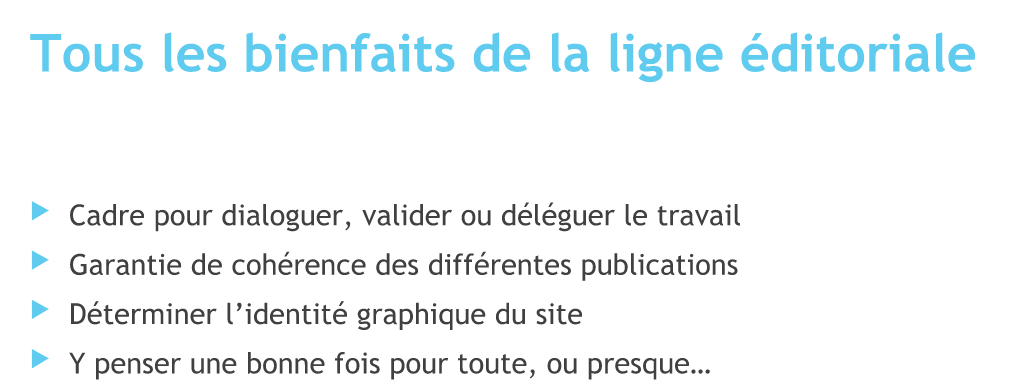 Tous les bienfaits de la ligne éditoriale
Cadre pour dialoguer, valider ou déléguer le travail
Garantie de cohérence des différentes publications
Déterminer l’identité graphique du site
Y penser une bonne fois pour toute, ou presque…